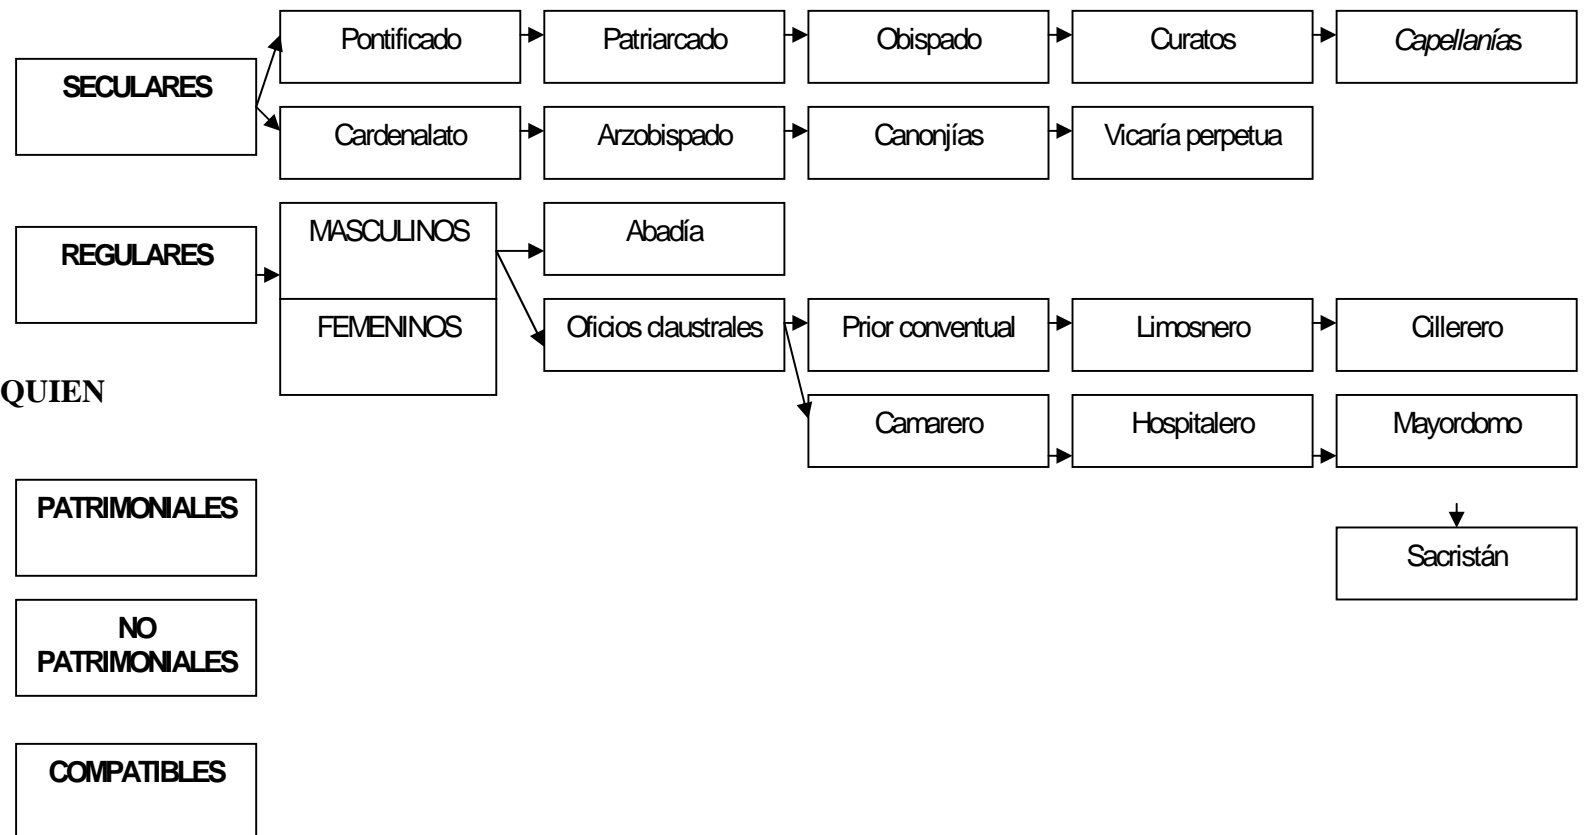 Pontificado
Patriarcado
Obispado
Curatos
Capellanías
SECULARES
Cardenalato
Arzobispado
Canonjías
Vicaría perpetua
REGULARES
MASCULINOS
Abadía
FEMENINOS
Oficios claustrales
Prior conventual
Limosnero
Cillerero
QUIEN
Camarero
Hospitalero
Mayordomo
PATRIMONIALES
Sacristán
NO
PATRIMONIALES
COMPATIBLES